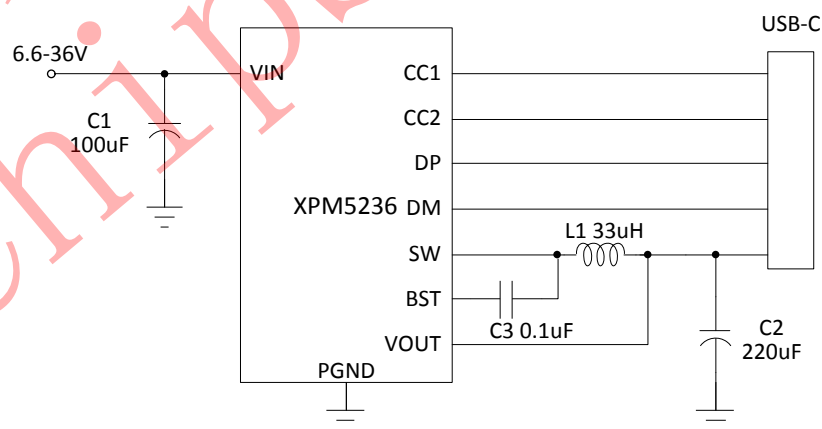 USB-C
6.6-36V
VIN
CC1
C1
100uF
CC2
DP
XPM5236
DM
L1 33uH
SW
BST
C3 0.1uF
VOUT
C2
220uF
PGND
chips